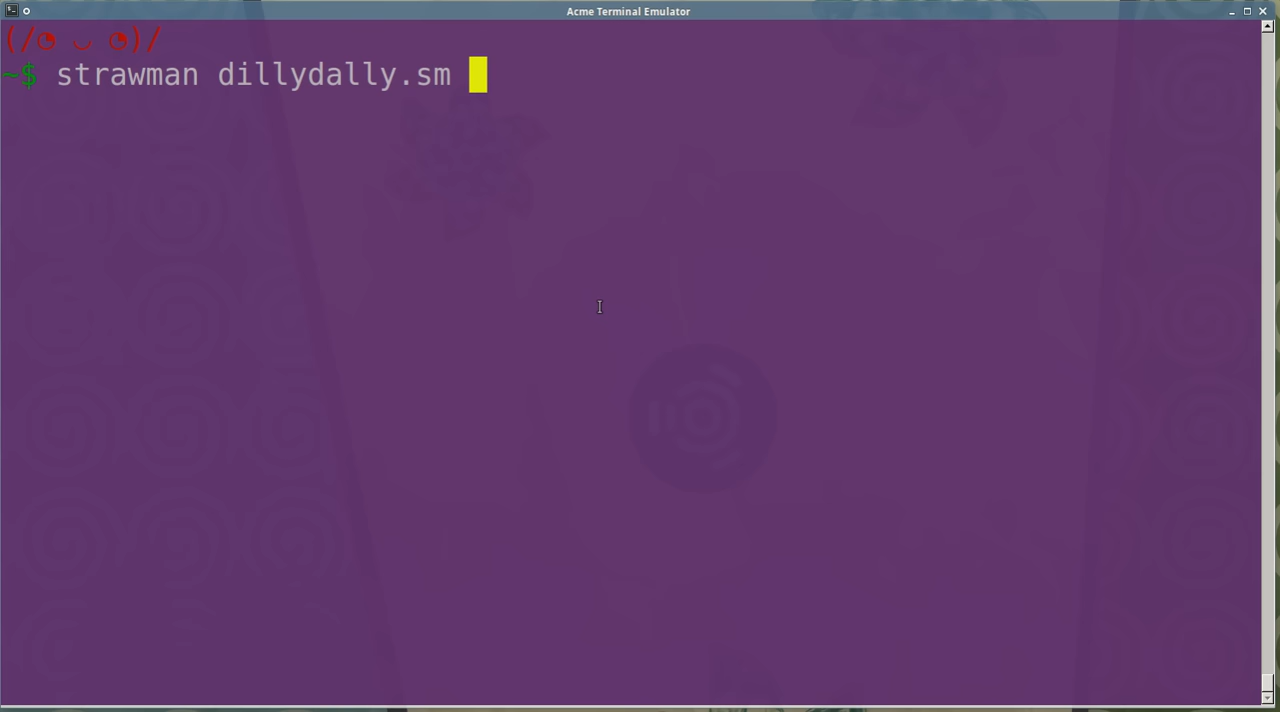 Acme Terminal Emulator
(/◔ ◡ ◔)/
~$ strawman dillydally.sm